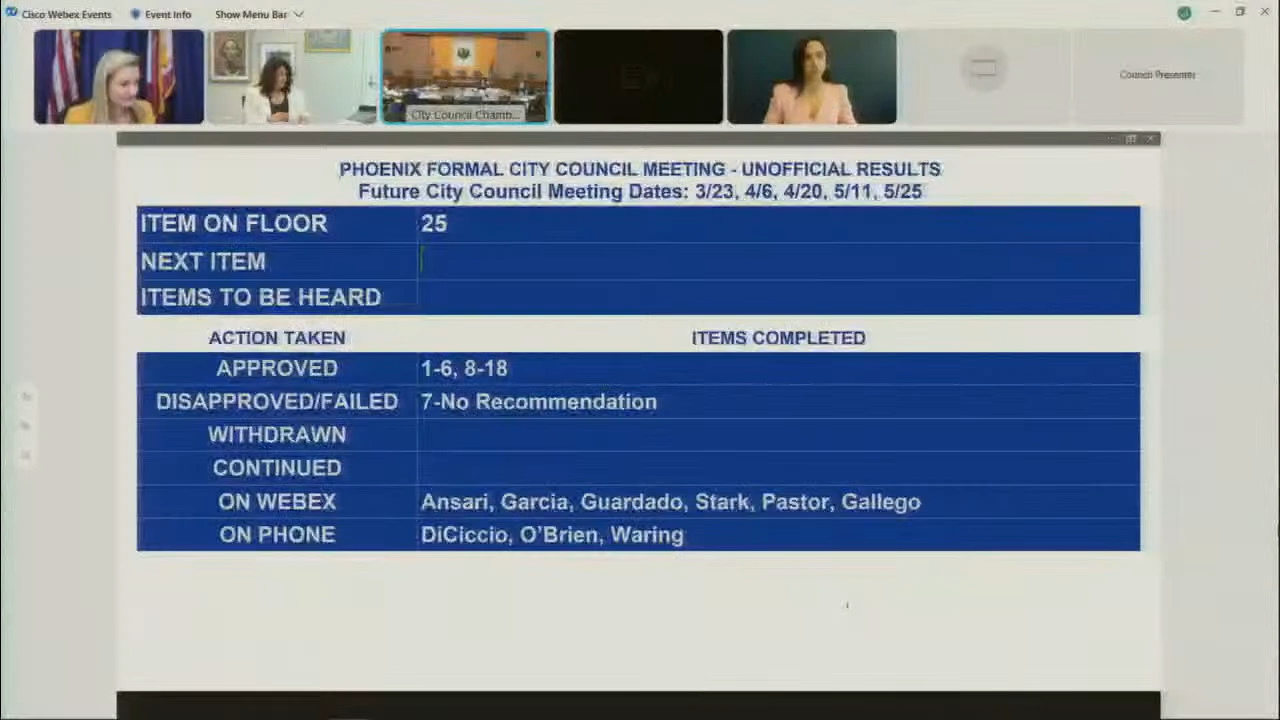 Cisco Webex Events Event Info Show Menu Bar
City Council Chamb...
Council Presenter
PHOENIX FORMAL CITY COUNCIL MEETING - UNOFFICIAL RESULTS
Future City Council Meeting Dates: 3/23, 4/6, 4/20, 5/11, 5/25
ITEM ON FLOOR 25
NEXT ITEM
ITEMS TO BE HEARD
ACTION TAKEN ITEMS COMPLETED
APPROVED 1-6, 8-18
DISAPPROVED/FAILED 7-No Recommendation
WITHDRAWN
CONTINUED
ON WEBEX Ansari, Garcia, Guardado, Stark, Pastor, Gallego
ON PHONE DiCiccio, O'Brien, Waring